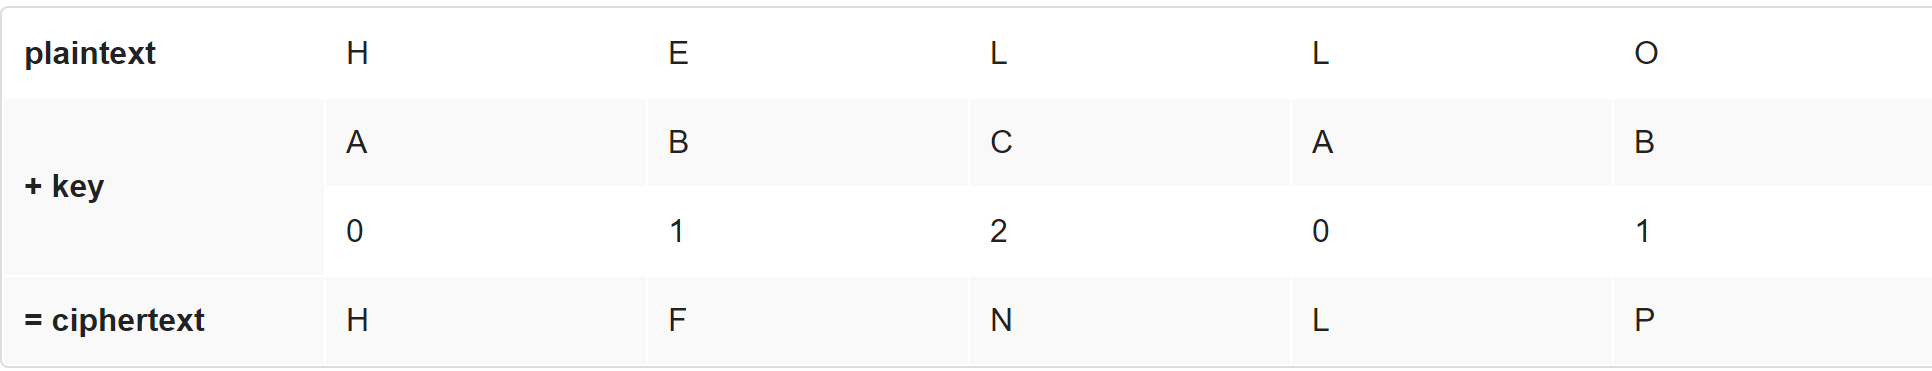 plaintext H E L L O
A B C A B
+ key
0 1 2 0 1
= ciphertext H F N L P